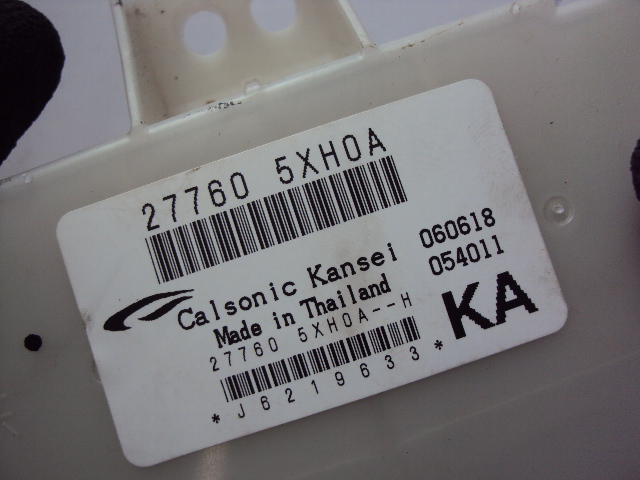 27760 5XH0A
Calsonic Kansei 060618
Made in Thailand 054011
27760 5XH0A--H
KA
*J6219633*